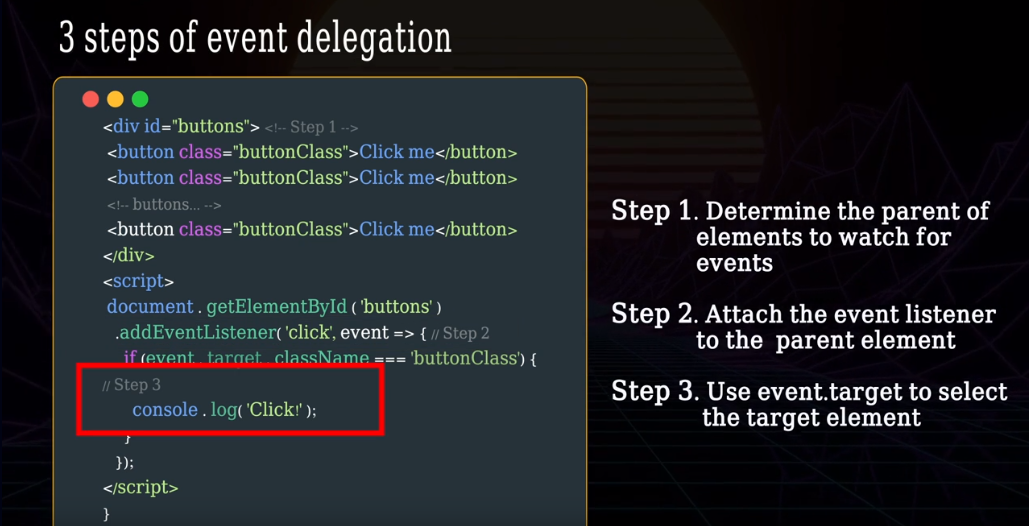 3 steps of event delegation
<div id="buttons"> <!-- Step 1 -->
<button class="buttonClass">Click me</button>
<button class="buttonClass">Click me</button>
<!-- buttons... -->
<button class="buttonClass">Click me</button>
</div>
<script>
document . getElementById ( 'buttons' )
.addEventListener( 'click', event => { // Step 2
if (event . target . className === 'buttonClass') {
// Step 3
console . log( 'Click!' );
}
});
</script>
}
Step 1. Determine the parent of
elements to watch for
events
Step 2. Attach the event listener
to the parent element
Step 3. Use event.target to select
the target element